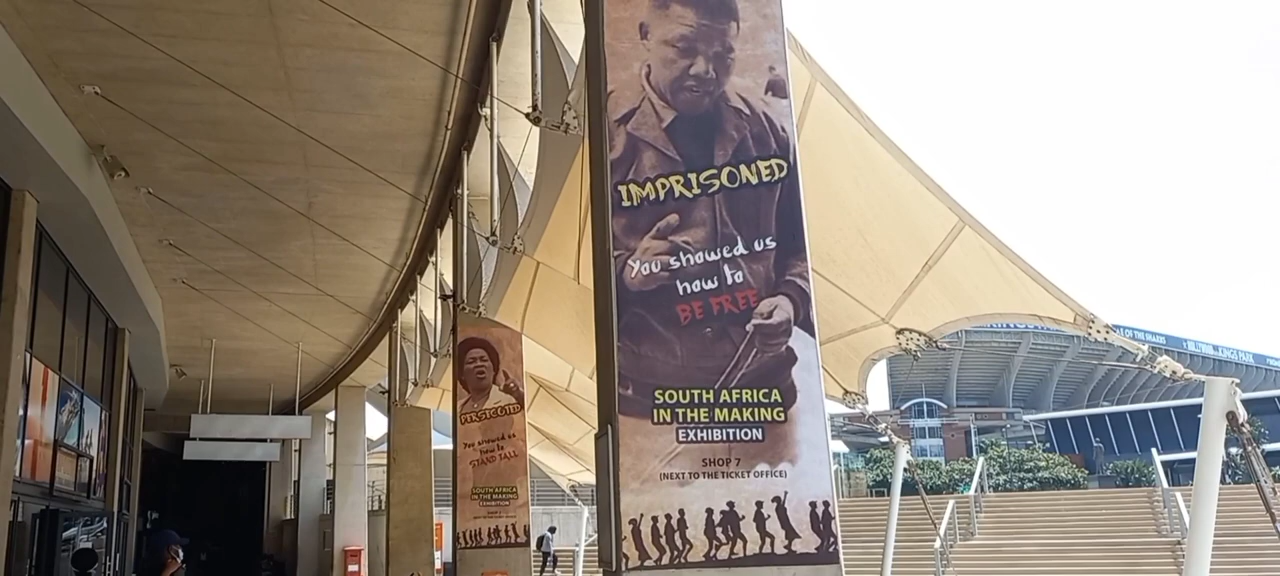 IMPRISONED
You showed us
how to
BE FREE
SOUTH AFRICA
IN THE MAKING
EXHIBITION
SHOP 7
(NEXT TO THE TICKET OFFICE)
PERSECUTED
You showed us
how to
STAND TALL
SOUTH AFRICA
IN THE MAKING
EXHIBITION
OF THE SHARKS
KINGS PARK